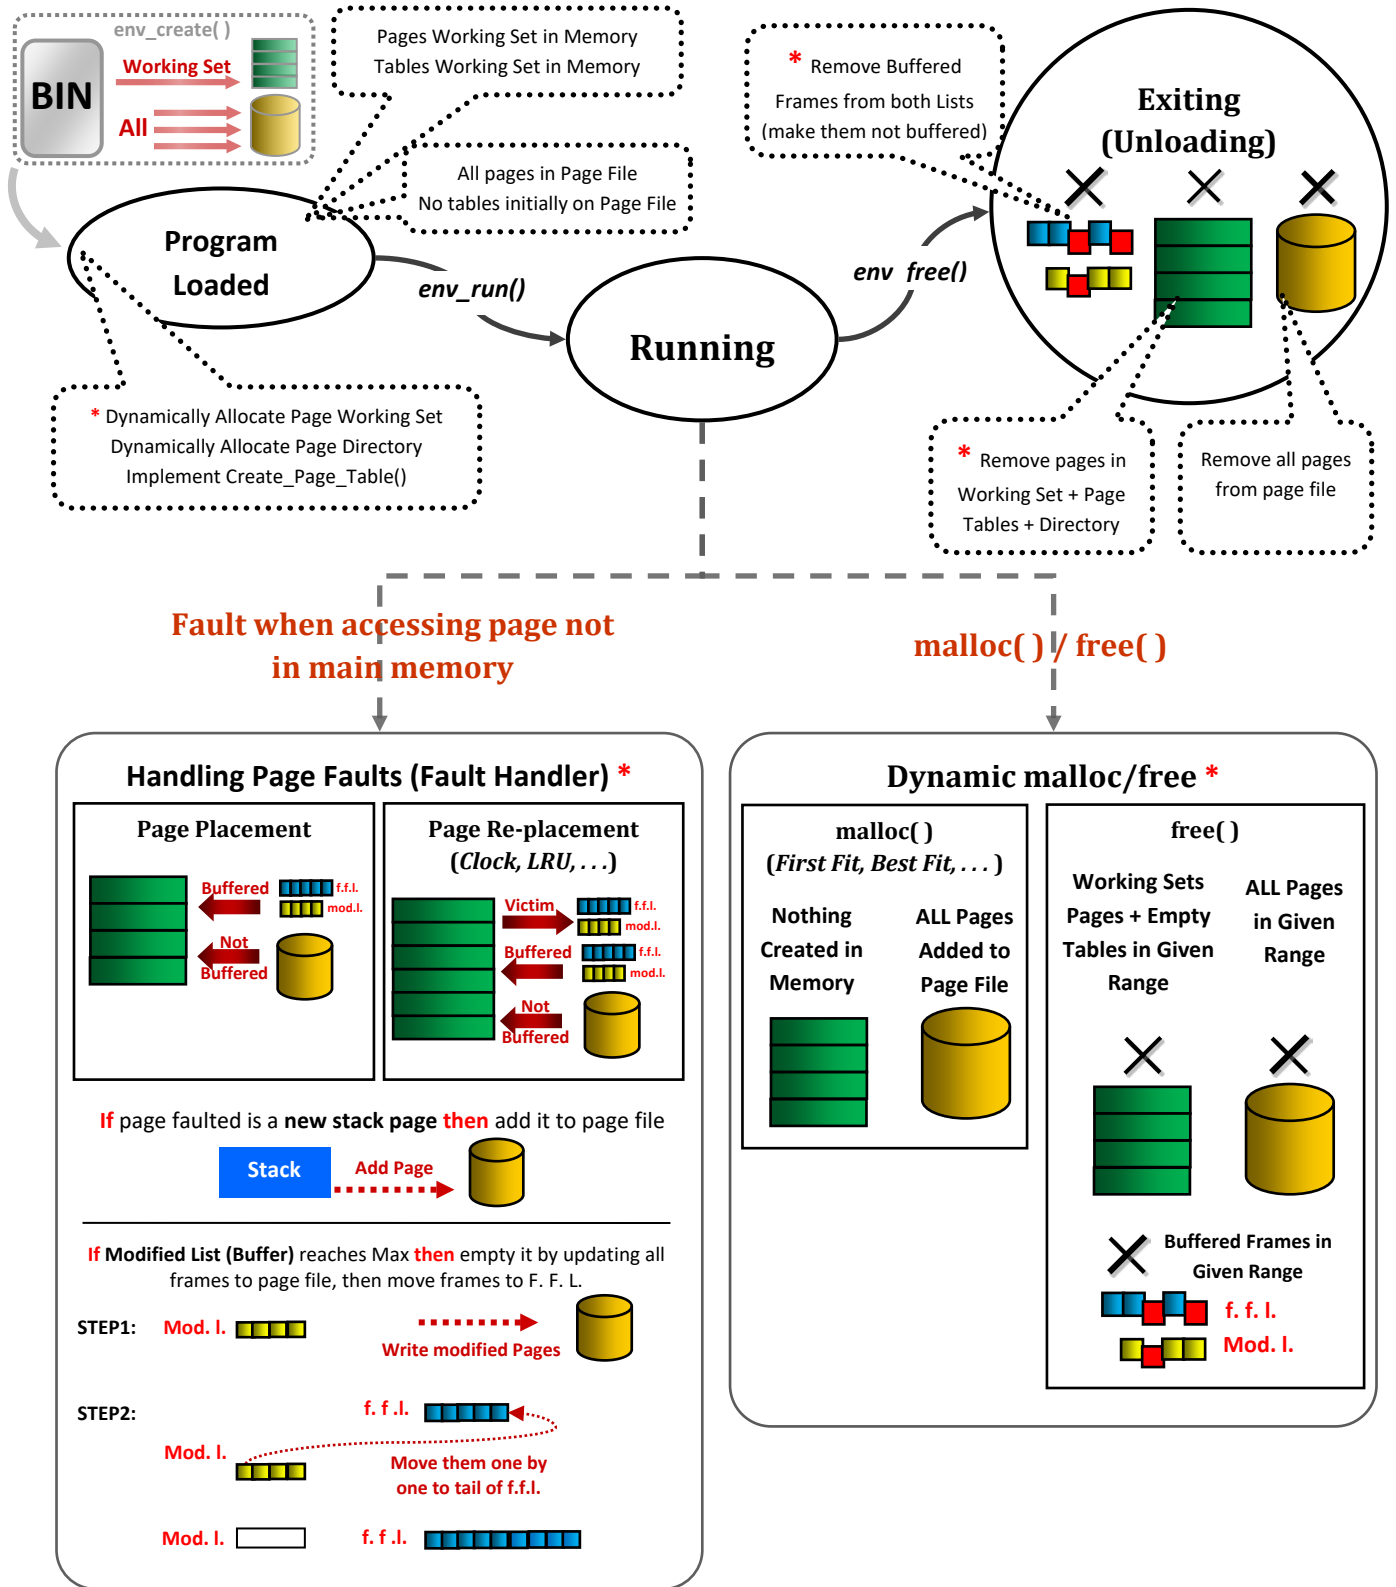 env_create( )
BIN
Working Set
All
Pages Working Set in Memory
Tables Working Set in Memory
All pages in Page File
No tables initially on Page File
* Remove Buffered
Frames from both Lists
(make them not buffered)
Exiting
(Unloading)
Program
Loaded
env_run()
Running
env_free()
* Dynamically Allocate Page Working Set
Dynamically Allocate Page Directory
Implement Create_Page_Table()
* Remove pages in
Working Set + Page
Tables + Directory
Remove all pages
from page file
Fault when accessing page not
in main memory
malloc( ) / free( )
Handling Page Faults (Fault Handler) *
Page Placement
Buffered
f.f.l.
mod.l.
Not
Buffered
Page Re-placement
(Clock, LRU, . . .)
Victim
f.f.l.
mod.l.
Buffered
f.f.l.
mod.l.
Not
Buffered
If page faulted is a new stack page then add it to page file
Stack
Add Page
If Modified List (Buffer) reaches Max then empty it by updating all
frames to page file, then move frames to F. F. L.
STEP1:
Mod. l.
Write modified Pages
STEP2:
f. f .l.
Mod. l.
Move them one by
one to tail of f.f.l.
Mod. l.
f. f .l.
Dynamic malloc/free *
malloc( )
(First Fit, Best Fit, . . . )
Nothing
Created in
Memory
ALL Pages
Added to
Page File
free( )
Working Sets
Pages + Empty
Tables in Given
Range
ALL Pages
in Given
Range
Buffered Frames in
Given Range
f. f. l.
Mod. l.